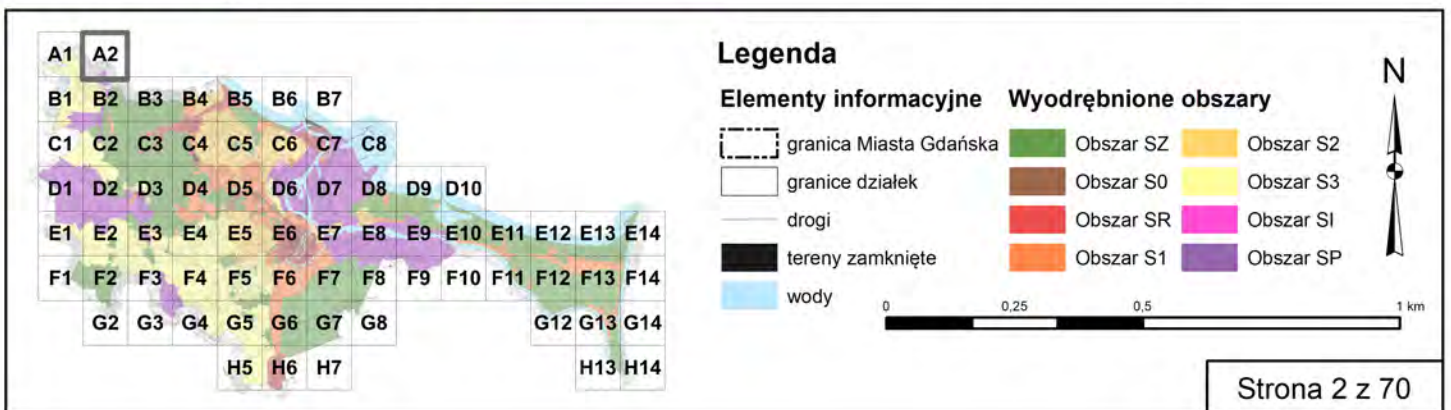 A1 A2
B1 B2 B3 B4 B5 B6 B7
C1 C2 C3 C4 C5 C6 C7 C8
D1 D2 D3 D4 D5 D6 D7 D8 D9 D10
E1 E2 E3 E4 E5 E6 E7 E8 E9 E10 E11 E12 E13 E14
F1 F2 F3 F4 F5 F6 F7 F8 F9 F10 F11 F12 F13 F14
G2 G3 G4 G5 G6 G7 G8 G12 G13 G14
H5 H6 H7 H13 H14
Legenda
Elementy informacyjne
granica Miasta Gdańska
granice działek
drogi
tereny zamknięte
wody
Wyodrębnione obszary
Obszar SZ
Obszar S0
Obszar SR
Obszar S1
Obszar S2
Obszar S3
Obszar SI
Obszar SP
N
0 0,25 0,5 1 km
Strona 2 z 70